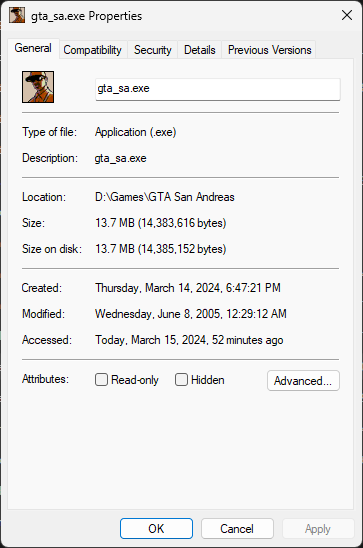 gta_sa.exe Properties
General Compatibility Security Details Previous Versions
gta_sa.exe
Type of file: Application (.exe)
Description: gta_sa.exe
Location: D:\Games\GTA San Andreas
Size: 13.7 MB (14,383,616 bytes)
Size on disk: 13.7 MB (14,385,152 bytes)
Created: Thursday, March 14, 2024, 6:47:21 PM
Modified: Wednesday, June 8, 2005, 12:29:12 AM
Accessed: Today, March 15, 2024, 52 minutes ago
Attributes: Read-only Hidden Advanced...
OK Cancel Apply